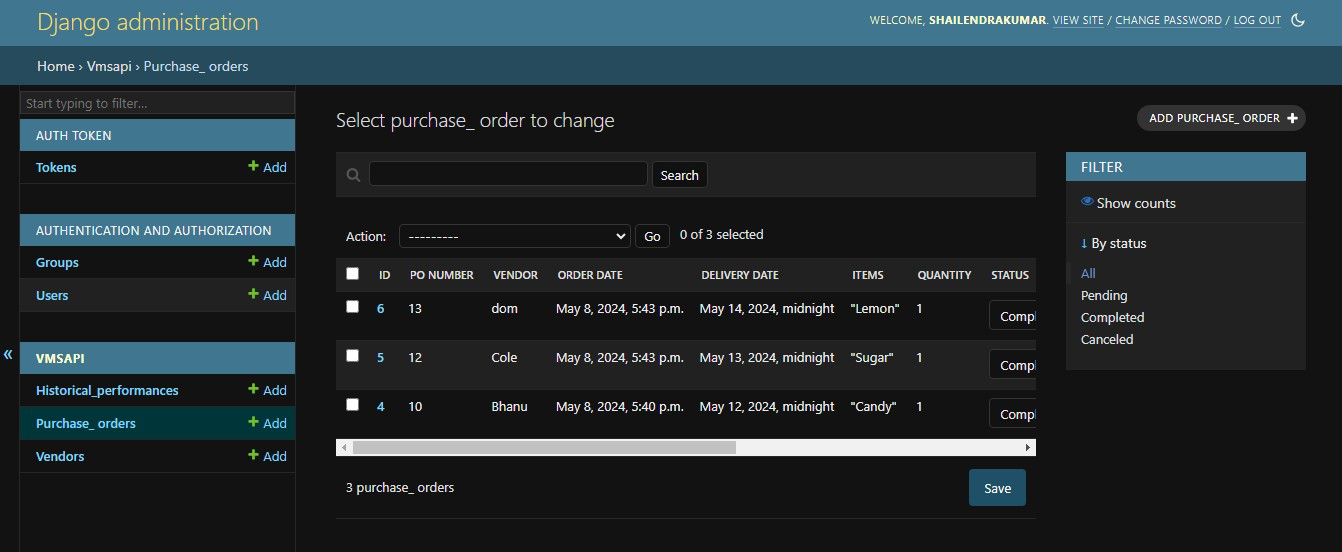 Django administration
WELCOME, SHAILENDRAKUMAR. VIEW SITE / CHANGE PASSWORD / LOG OUT
Home › Vmsapi › Purchase_ orders
Start typing to filter...
AUTH TOKEN
Tokens + Add
AUTHENTICATION AND AUTHORIZATION
Groups + Add
Users + Add
«
VMSAPI
Historical_performances + Add
Purchase_ orders + Add
Vendors + Add
Select purchase_ order to change
ADD PURCHASE_ ORDER +
Search
Action: --------- Go 0 of 3 selected
ID PO NUMBER VENDOR ORDER DATE DELIVERY DATE ITEMS QUANTITY STATUS
6 13 dom May 8, 2024, 5:43 p.m. May 14, 2024, midnight "Lemon" 1 Compl
5 12 Cole May 8, 2024, 5:43 p.m. May 13, 2024, midnight "Sugar" 1 Compl
4 10 Bhanu May 8, 2024, 5:40 p.m. May 12, 2024, midnight "Candy" 1 Compl
3 purchase_ orders
Save
FILTER
Show counts
↓ By status
All
Pending
Completed
Canceled